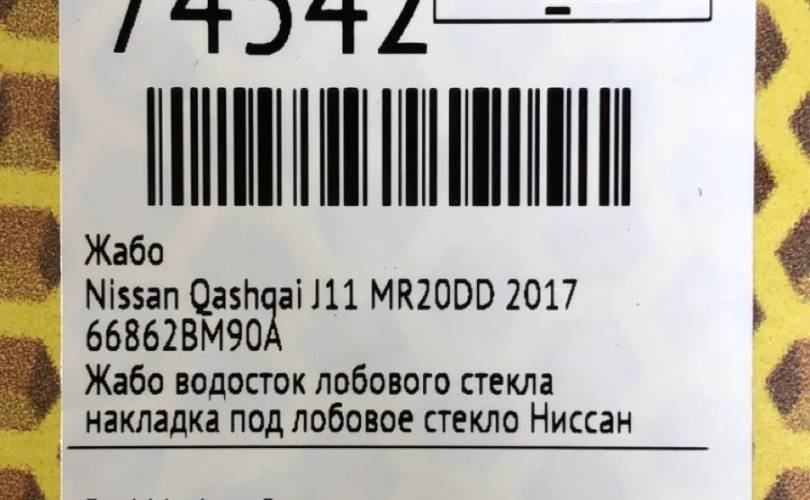 74542
Жабо
Nissan Qashqai J11 MR20DD 2017
66862BM90A
Жабо водосток лобового стекла
накладка под лобовое стекло Ниссан